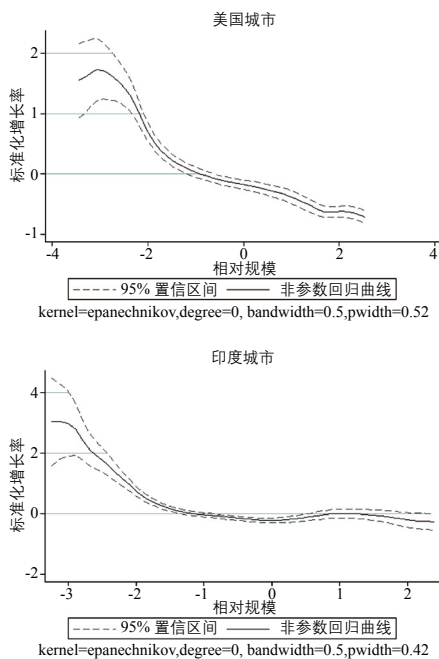 美国城市
2
1
0
-1
标准化增长率
-4 -2 0 2 4
相对规模
95% 置信区间 非参数回归曲线
kernel=epanechnikov,degree=0, bandwidth=0.5,pwidth=0.52
印度城市
4
2
0
-2
标准化增长率
-3 -2 -1 0 1 2
相对规模
95% 置信区间 非参数回归曲线
kernel=epanechnikov,degree=0, bandwidth=0.5,pwidth=0.42